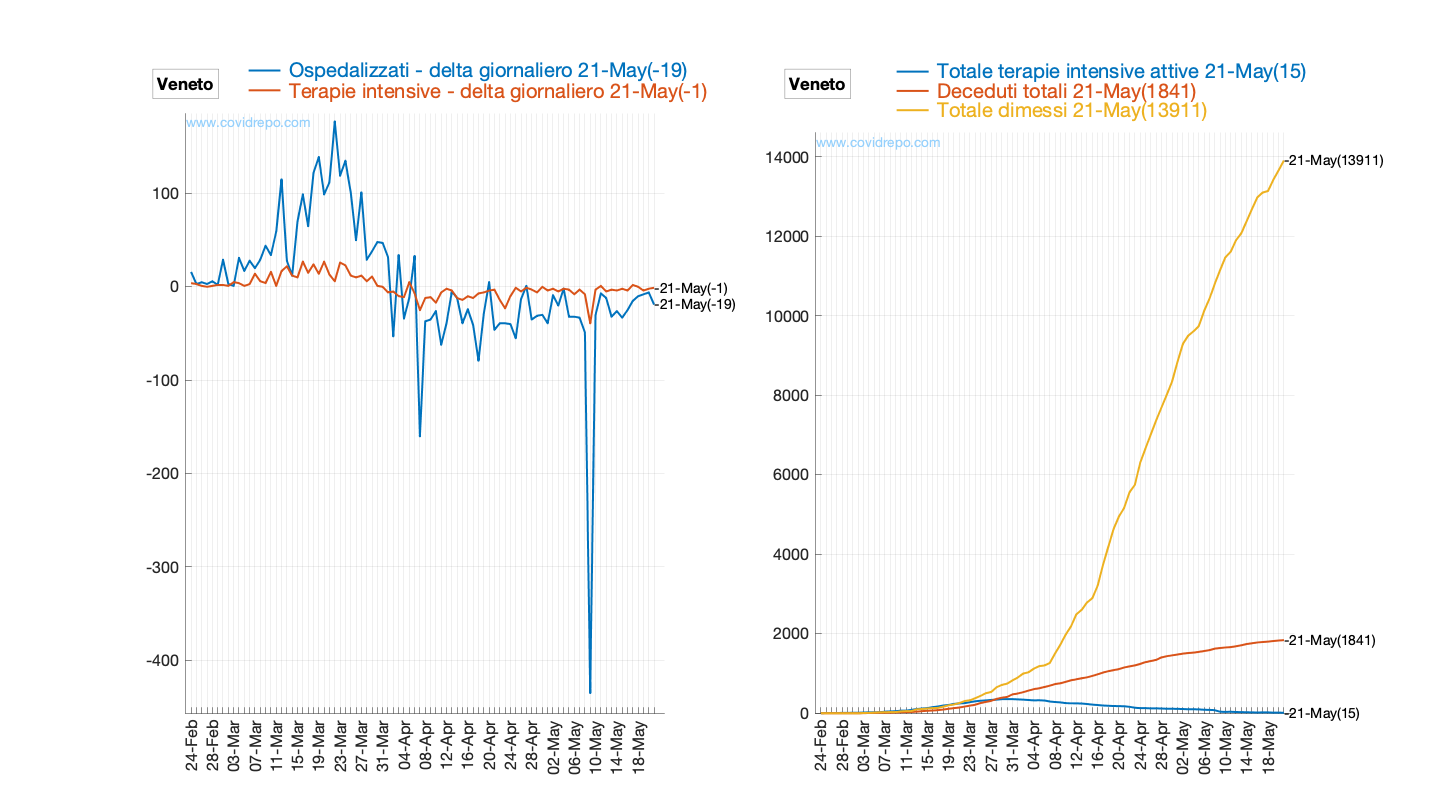 Veneto
Ospedalizzati - delta giornaliero 21-May(-19)
Terapie intensive - delta giornaliero 21-May(-1)
www.covidrepo.com
100
0
-100
-200
-300
-400
-21-May(-1)
-21-May(-19)
24-Feb
28-Feb
03-Mar
07-Mar
11-Mar
15-Mar
19-Mar
23-Mar
27-Mar
31-Mar
04-Apr
08-Apr
12-Apr
16-Apr
20-Apr
24-Apr
28-Apr
02-May
06-May
10-May
14-May
18-May
Veneto
Totale terapie intensive attive 21-May(15)
Deceduti totali 21-May(1841)
Totale dimessi 21-May(13911)
www.covidrepo.com
14000
12000
10000
8000
6000
4000
2000
0
-21-May(13911)
-21-May(1841)
-21-May(15)
24-Feb
28-Feb
03-Mar
07-Mar
11-Mar
15-Mar
19-Mar
23-Mar
27-Mar
31-Mar
04-Apr
08-Apr
12-Apr
16-Apr
20-Apr
24-Apr
28-Apr
02-May
06-May
10-May
14-May
18-May